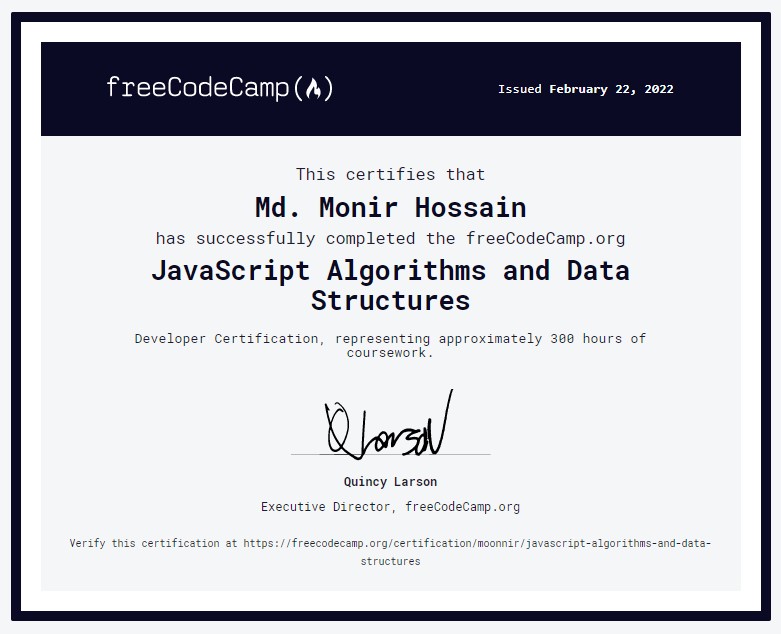 freeCodeCamp
Issued February 22, 2022
This certifies that
Md. Monir Hossain
has successfully completed the freeCodeCamp.org
JavaScript Algorithms and Data
Structures
Developer Certification, representing approximately 300 hours of
coursework.
Q Larson
Quincy Larson
Executive Director, freeCodeCamp.org
Verify this certification at https://freecodecamp.org/certification/moonnir/javascript-algorithms-and-data-
structures